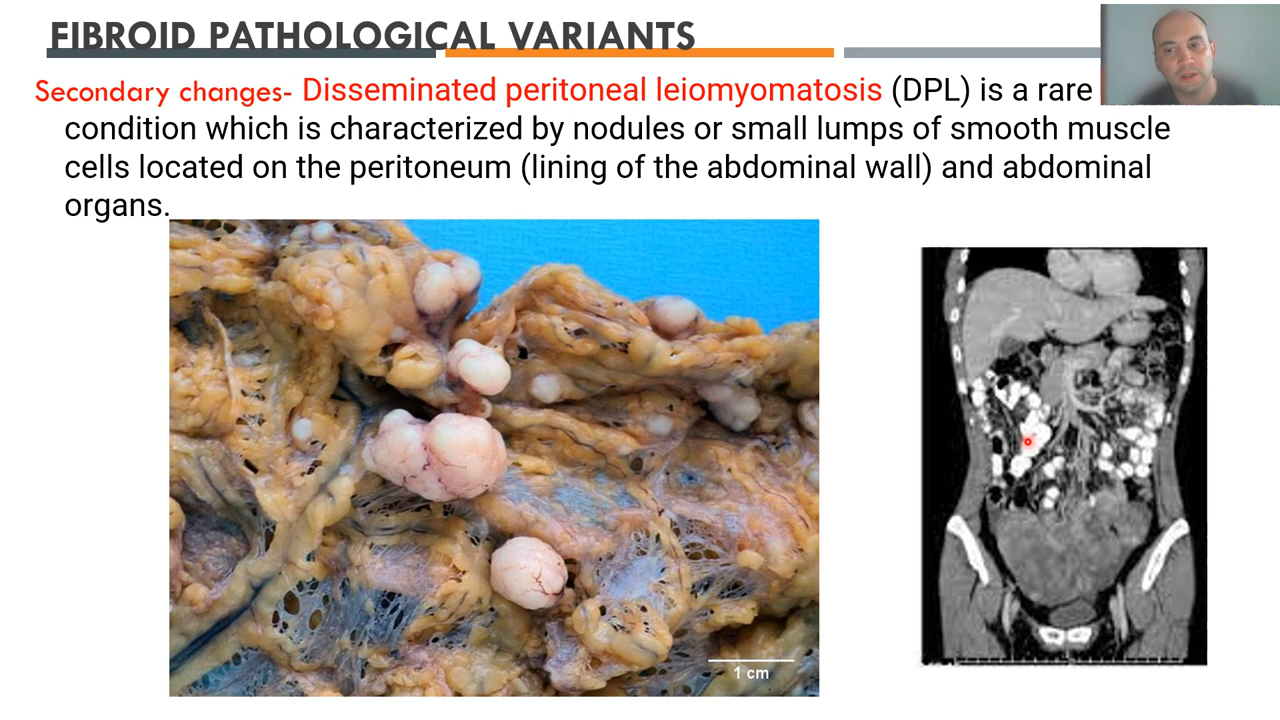 FIBROID PATHOLOGICAL VARIANTS
Secondary changes- Disseminated peritoneal leiomyomatosis (DPL) is a rare
condition which is characterized by nodules or small lumps of smooth muscle
cells located on the peritoneum (lining of the abdominal wall) and abdominal
organs.
1 cm